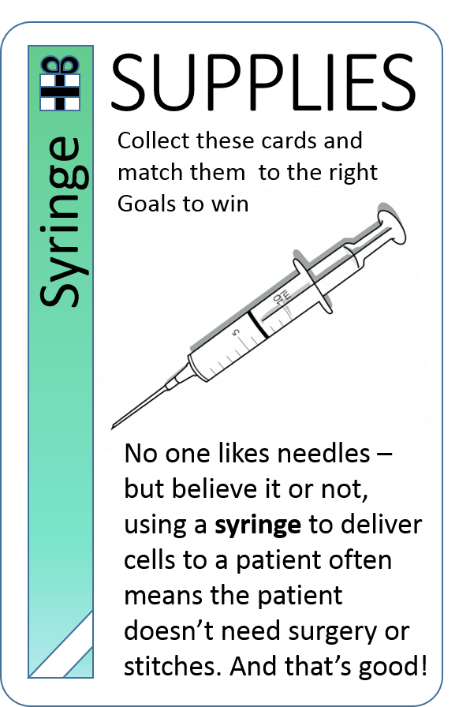 SUPPLIES
Syringe
Collect these cards and
match them  to the right
Goals to win
10
5
No one likes needles –
but believe it or not,
using a syringe to deliver
cells to a patient often
means the patient
doesn’t need surgery or
stitches. And that’s good!